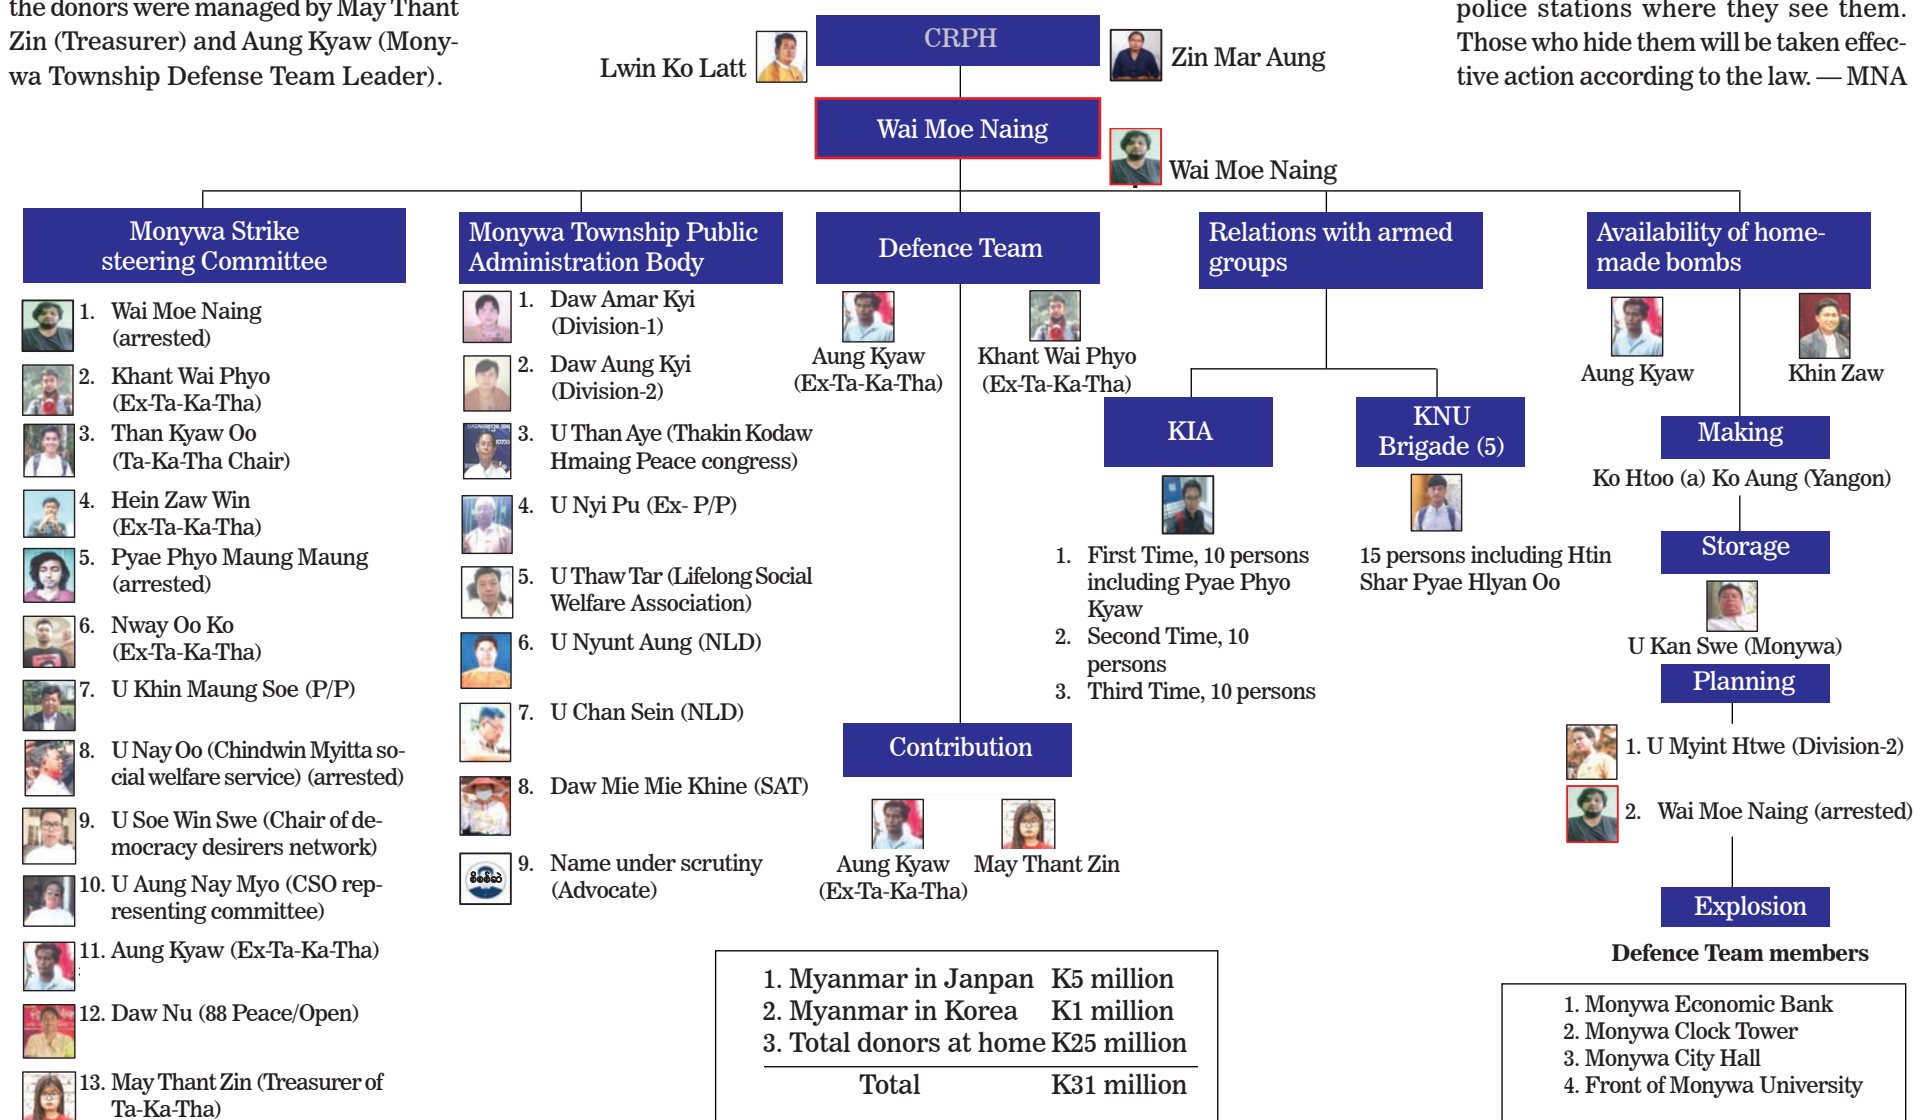 the donors were managed by May Thant
Zin (Treasurer) and Aung Kyaw (Mony-
wa Township Defense Team Leader).
police stations where they see them.
Those who hide them will be taken effec-
tive action according to the law. — MNA
Lwin Ko Latt
CRPH
Zin Mar Aung
Wai Moe Naing
Wai Moe Naing
Monywa Strike
steering Committee
1. Wai Moe Naing
(arrested)
2. Khant Wai Phyo
(Ex-Ta-Ka-Tha)
3. Than Kyaw Oo
(Ta-Ka-Tha Chair)
4. Hein Zaw Win
(Ex-Ta-Ka-Tha)
5. Pyae Phyo Maung Maung
(arrested)
6. Nway Oo Ko
(Ex-Ta-Ka-Tha)
7. U Khin Maung Soe (P/P)
8. U Nay Oo (Chindwin Myitta so-
cial welfare service) (arrested)
9. U Soe Win Swe (Chair of de-
mocracy desirers network)
10. U Aung Nay Myo (CSO rep-
resenting committee)
11. Aung Kyaw (Ex-Ta-Ka-Tha)
12. Daw Nu (88 Peace/Open)
13. May Thant Zin (Treasurer of
Ta-Ka-Tha)
Monywa Township Public
Administration Body
1. Daw Amar Kyi
(Division-1)
2. Daw Aung Kyi
(Division-2)
3. U Than Aye (Thakin Kodaw
Hmaing Peace congress)
4. U Nyi Pu (Ex- P/P)
5. U Thaw Tar (Lifelong Social
Welfare Association)
6. U Nyunt Aung (NLD)
7. U Chan Sein (NLD)
8. Daw Mie Mie Khine (SAT)
စိစစ်ဆဲ
9. Name under scrutiny
(Advocate)
Defence Team
Aung Kyaw
(Ex-Ta-Ka-Tha)
Khant Wai Phyo
(Ex-Ta-Ka-Tha)
Contribution
Aung Kyaw
(Ex-Ta-Ka-Tha)
May Thant Zin
1. Myanmar in Janpan K5 million
2. Myanmar in Korea K1 million
3. Total donors at home K25 million
Total K31 million
Relations with armed
groups
KIA
1. First Time, 10 persons
including Pyae Phyo
Kyaw
2. Second Time, 10
persons
3. Third Time, 10 persons
KNU
Brigade (5)
15 persons including Htin
Shar Pyae Hlyan Oo
Availability of home-
made bombs
Aung Kyaw
Khin Zaw
Making
Ko Htoo (a) Ko Aung (Yangon)
Storage
U Kan Swe (Monywa)
Planning
1. U Myint Htwe (Division-2)
2. Wai Moe Naing (arrested)
Explosion
Defence Team members
1. Monywa Economic Bank
2. Monywa Clock Tower
3. Monywa City Hall
4. Front of Monywa University